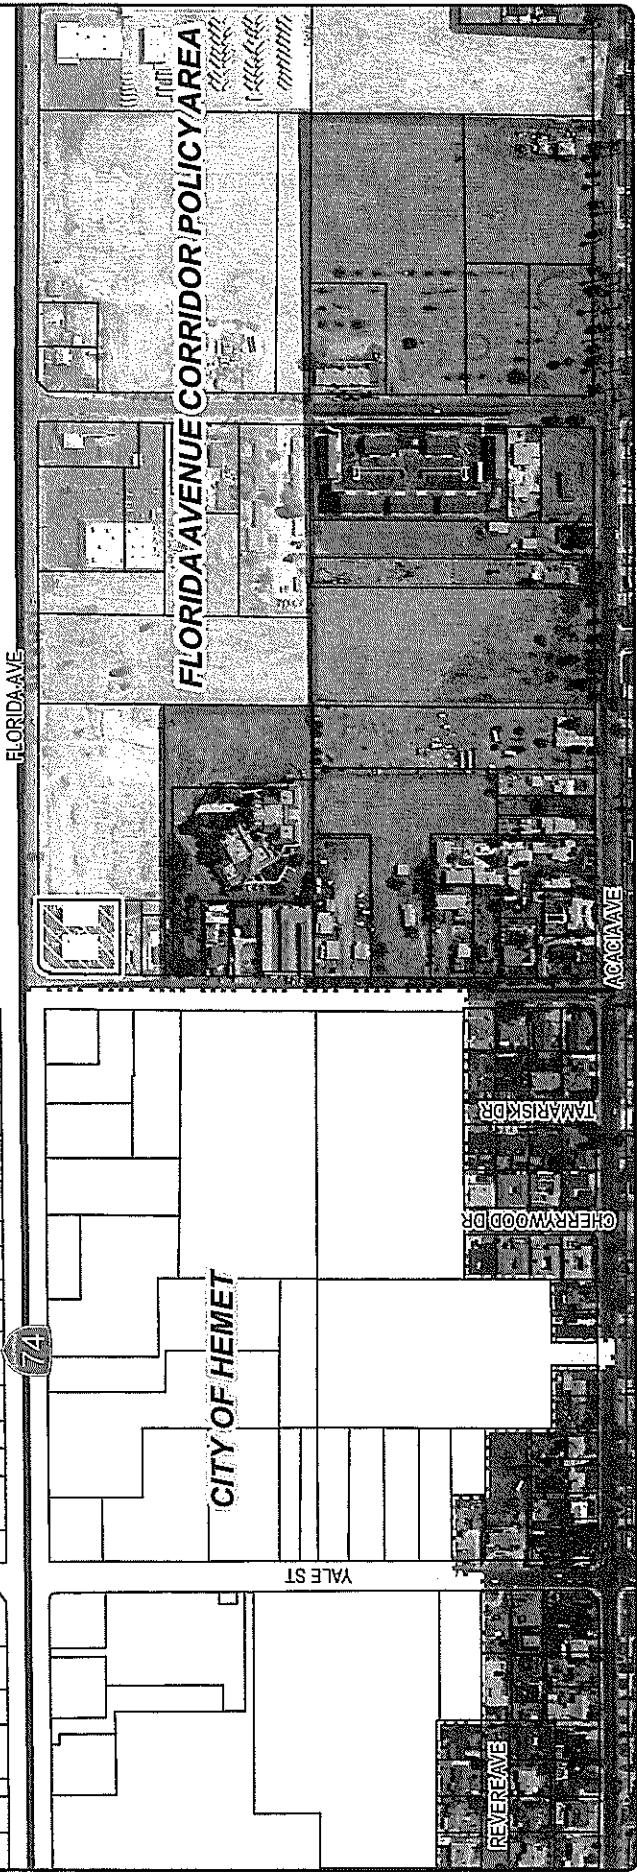 FLORIDA AVE
FLORIDA AVENUE CORRIDOR POLICY AREA
74
CITY OF HEMET
YALE ST
REVERE AVE
CHERRYWOOD DR
TAMARISK DR
ACACIA AVE